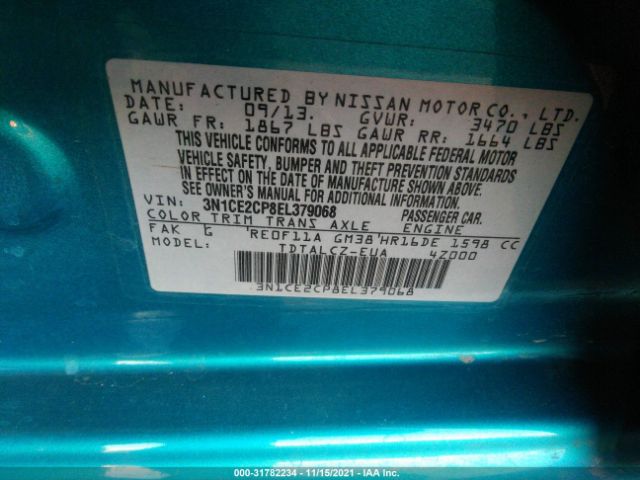 MANUFACTURED BY NISSAN MOTOR CO., LTD.
DATE: 09/13. GVWR: 3470 LBS
GAWR FR: 1867 LBS GAWR RR: 1664 LBS
THIS VEHICLE CONFORMS TO ALL APPLICABLE FEDERAL MOTOR
VEHICLE SAFETY, BUMPER AND THEFT PREVENTION STANDARDS
IN EFFECT ON THE DATE OF MANUFACTURE SHOWN ABOVE.
SEE OWNER'S MANUAL FOR ADDITIONAL INFORMATION.
VIN: 3N1CE2CP8EL379068 PASSENGER CAR.
COLOR TRIM TRANS AXLE ENGINE
FAK G RE0F11A GM38 HR16DE 1598 CC
MODEL: TDTALCZ-EUA 4Z000
3N1CE2CP8EL379068
000-31782234 - 11/15/2021 - IAA Inc.